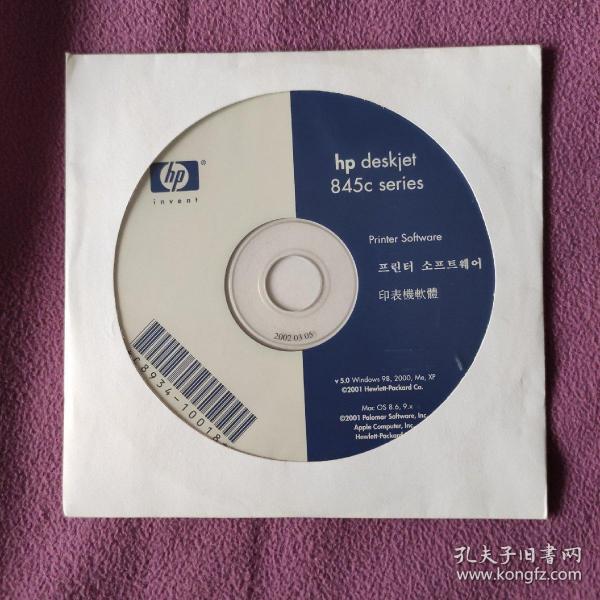 hp
®
invent
hp deskjet
845c series
Printer Software
프린터 소프트웨어
印表機軟體
2002 03 05
v 5.0 Windows 98, 2000, Me, XP
©2001 Hewlett-Packard Co.
Mac OS 8.6, 9.x
©2001 Palomar Software, Inc.
Apple Computer, Inc.
Hewlett-Packard
C8934-10018
孔夫子旧书网
www.kongfz.com